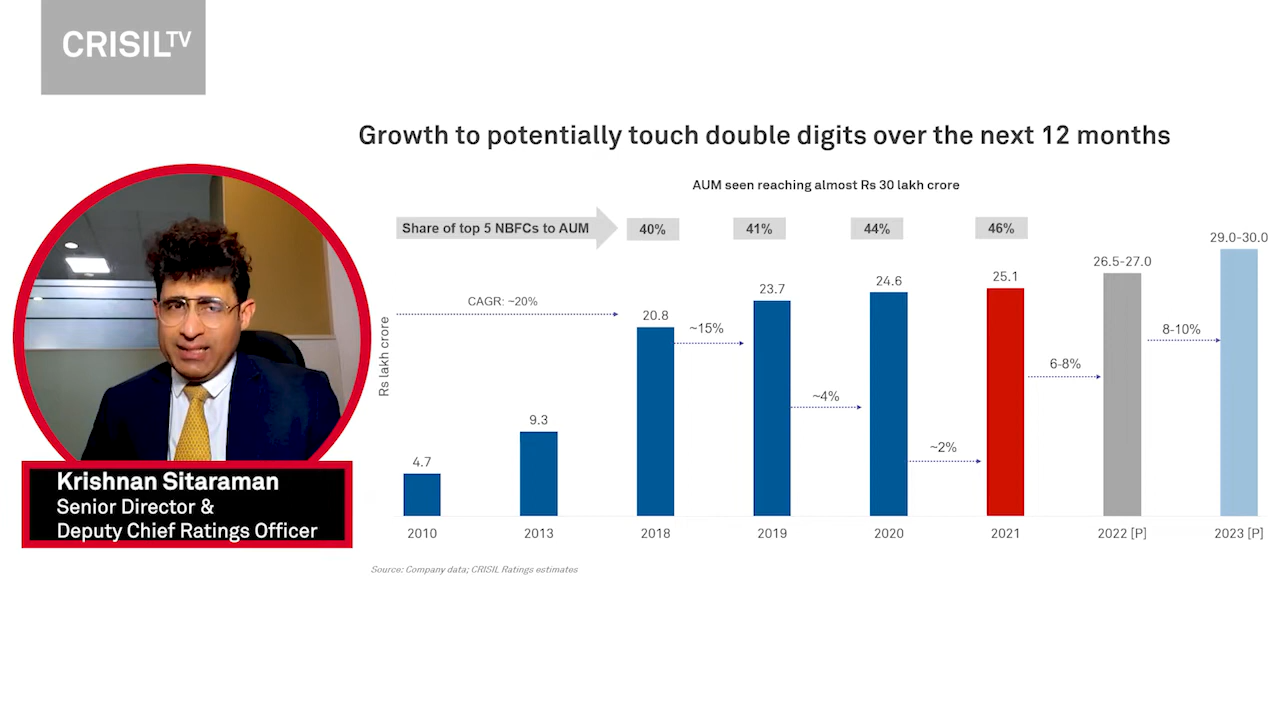 CRISILTV
Growth to potentially touch double digits over the next 12 months
AUM seen reaching almost Rs 30 lakh crore
Share of top 5 NBFCs to AUM
40%
41%
44%
46%
Rs lakh crore
CAGR: ~20%
4.7
9.3
20.8
~15%
23.7
~4%
24.6
~2%
25.1
6-8%
26.5-27.0
8-10%
29.0-30.0
2010
2013
2018
2019
2020
2021
2022 [P]
2023 [P]
Source: Company data; CRISIL Ratings estimates
Krishnan Sitaraman
Senior Director &
Deputy Chief Ratings Officer